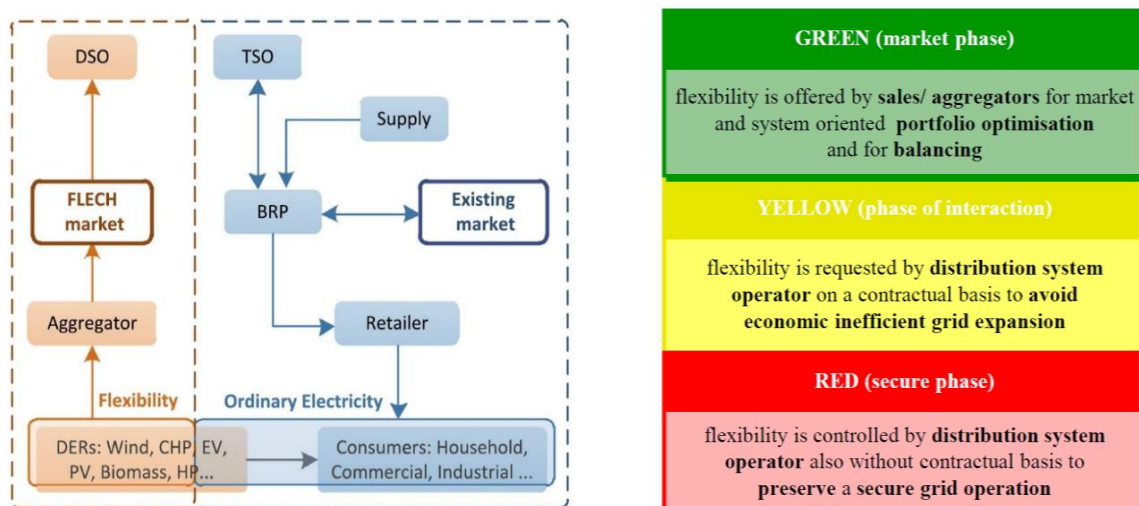 DSO
TSO
Supply
FLECH
market
BRP
Existing
market
Aggregator
Retailer
Flexibility
Ordinary Electricity
DERs: Wind, CHP, EV,
PV, Biomass, HP...
Consumers: Household,
Commercial, Industrial ...
GREEN (market phase)
flexibility is offered by sales/ aggregators for market
and system oriented portfolio optimisation
and for balancing
YELLOW (phase of interaction)
flexibility is requested by distribution system
operator on a contractual basis to avoid
economic inefficient grid expansion
RED (secure phase)
flexibility is controlled by distribution system
operator also without contractual basis to
preserve a secure grid operation